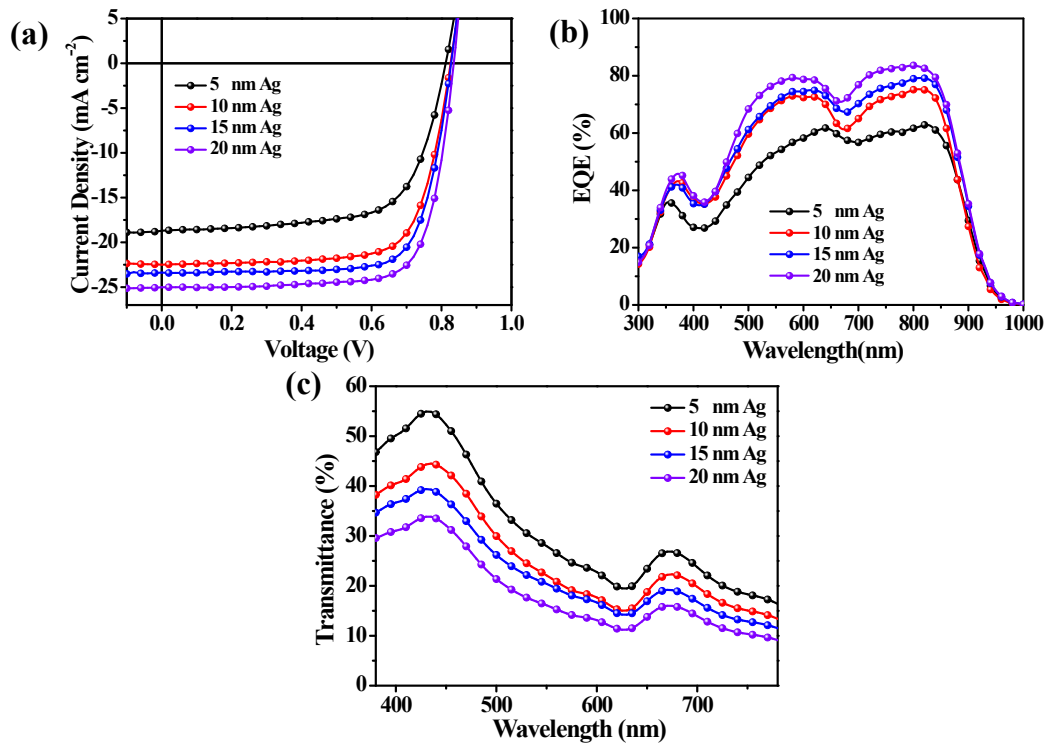 (a)
5
0
-5
-10
-15
-20
-25
Current Density (mA cm-2)
5 nm Ag
10 nm Ag
15 nm Ag
20 nm Ag
0.0 0.2 0.4 0.6 0.8 1.0
Voltage (V)
(b)
100
80
60
40
20
0
EQE (%)
5 nm Ag
10 nm Ag
15 nm Ag
20 nm Ag
300 400 500 600 700 800 900 1000
Wavelength(nm)
(c)
60
50
40
30
20
10
0
Transmittance (%)
5 nm Ag
10 nm Ag
15 nm Ag
20 nm Ag
400 500 600 700
Wavelength (nm)